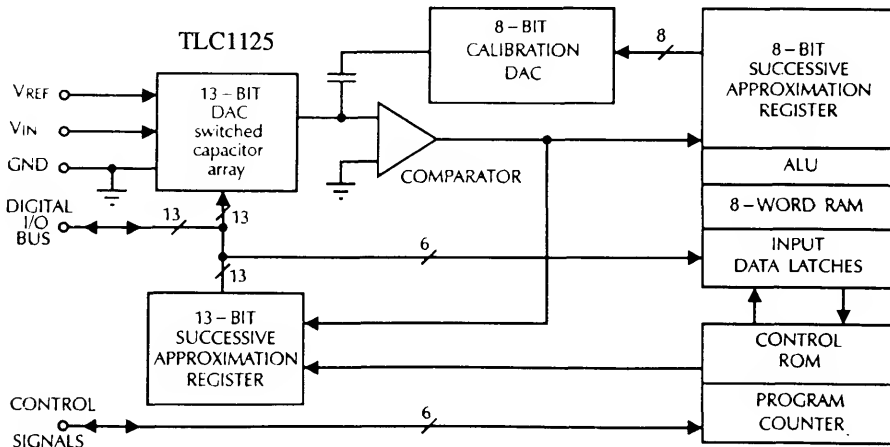 TLC1125
8-BIT
CALIBRATION
DAC
8
8-BIT
SUCCESSIVE
APPROXIMATION
REGISTER
VREF
VIN
GND
13-BIT
DAC
switched
capacitor
array
COMPARATOR
ALU
8-WORD RAM
INPUT
DATA LATCHES
DIGITAL
I/O
BUS
13
13
13
6
13-BIT
SUCCESSIVE
APPROXIMATION
REGISTER
CONTROL
ROM
PROGRAM
COUNTER
CONTROL
SIGNALS
6